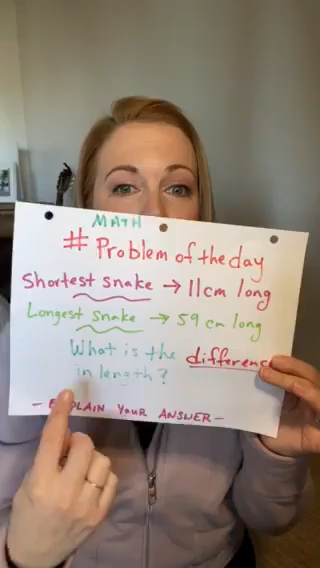 MATH
# Problem of the day
Shortest snake → 11cm long
Longest snake → 59 cm long
What is the differenc
in length?
- EXPLAIN YOUR ANSWER -